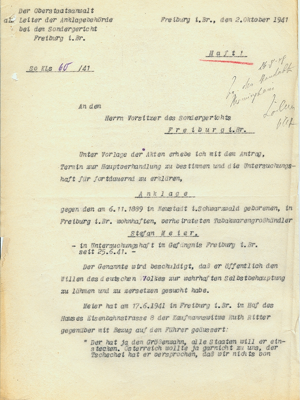 Der Oberstaatsanwalt
als Leiter der Anklagebehörde
bei dem Sondergericht
Freiburg i.Br.
Freiburg i.Br., den 2.Oktober 1941
Haft!
So Kls 60 /41
An den
Herrn Vorsitzer des Sondergerichts
Freiburg i.Br.
Unter Vorlage der Akten erhebe ich mit dem Antrag,
Termin zur Hauptverhandlung zu bestimmen und die Untersuchungs-
haft für fortdauernd zu erklären,
Anklage
gegen den am 6.11.1889 in Neustadt i.Schwarzwald geborenen, in
Freiburg i.Br. wohnhaften, verheirateten Tabakwarengroßhändler
Stefan Meier,
- in Untersuchungshaft im Gefängnis Freiburg i.Br.
seit 25.6.41. -
Der Genannte wird beschuldigt, daß er öffentlich den
Willen des deutschen Volkes zur wehrhaften Selbstbehauptung
zu lähmen und zu zersetzen gesucht habe.
Meier hat am 17.6.1941 in Freiburg i.Br. im Hof des
Hauses Eisenbahnstrasse 8 der Kaufmannswitwe Ruth Bitter
gegenüber mit Bezug auf den Führer geäussert:
" Der hat ja den Größenwahn, alle Staaten will er ein-
stecken. Österreich wollte ja garnicht zu uns, der
Tschechei hat er versprochen, daß wir nichts von